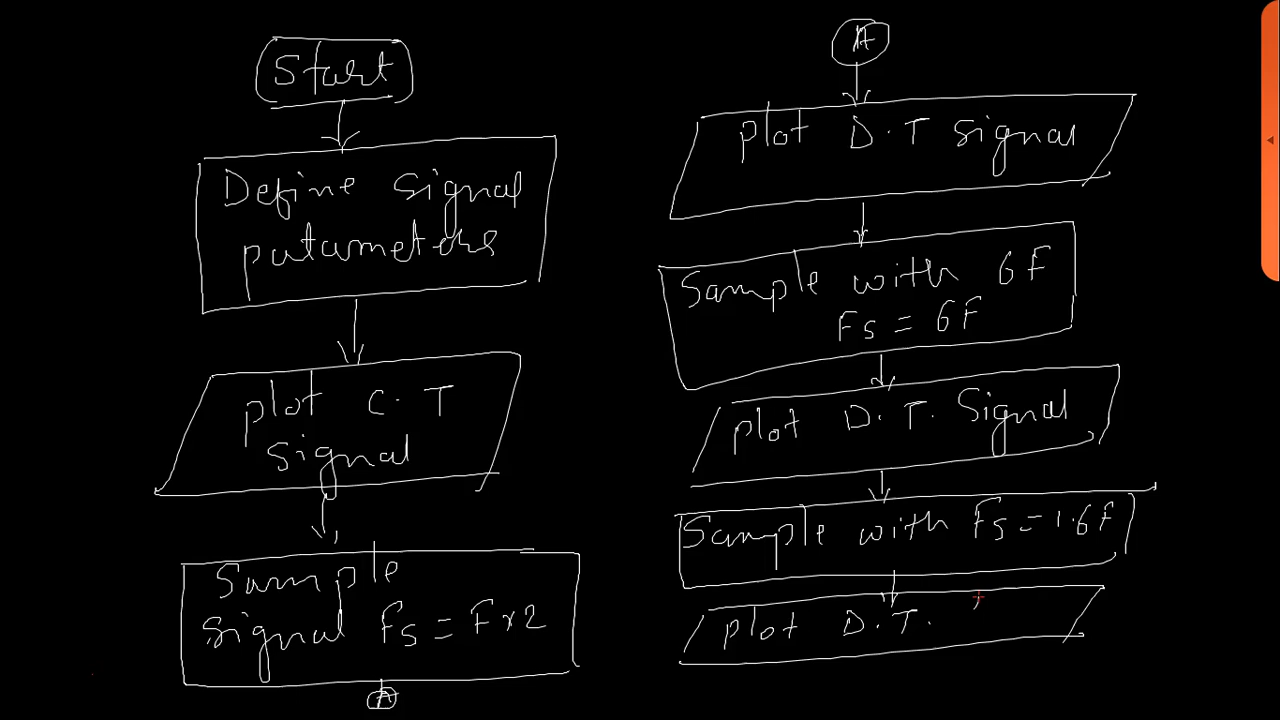 Start
Define signal
parameters
plot C.T
signal
Sample
signal Fs = F×2
A
A
plot D.T signal
Sample with 6F
Fs = 6F
plot D.T. Signal
Sample with Fs = 1.6F
plot D.T.